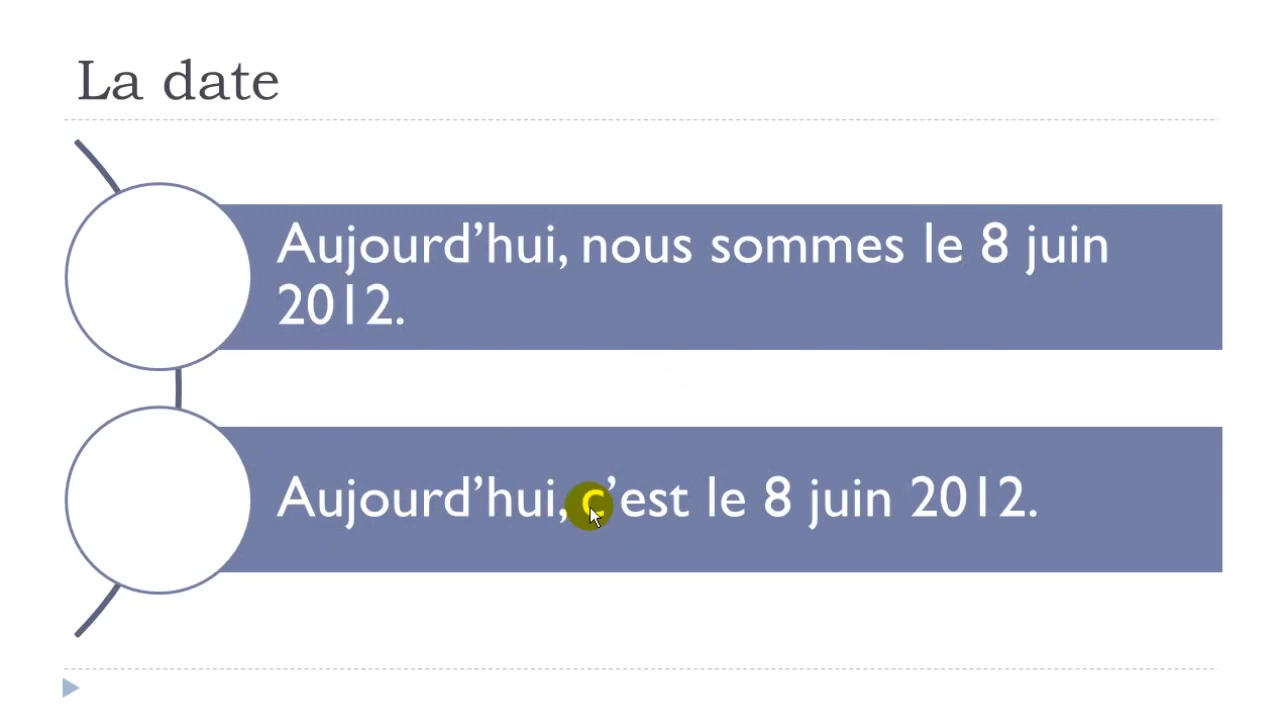 La date
Aujourd’hui, nous sommes le 8 juin
2012.
Aujourd’hui, c’est le 8 juin 2012.